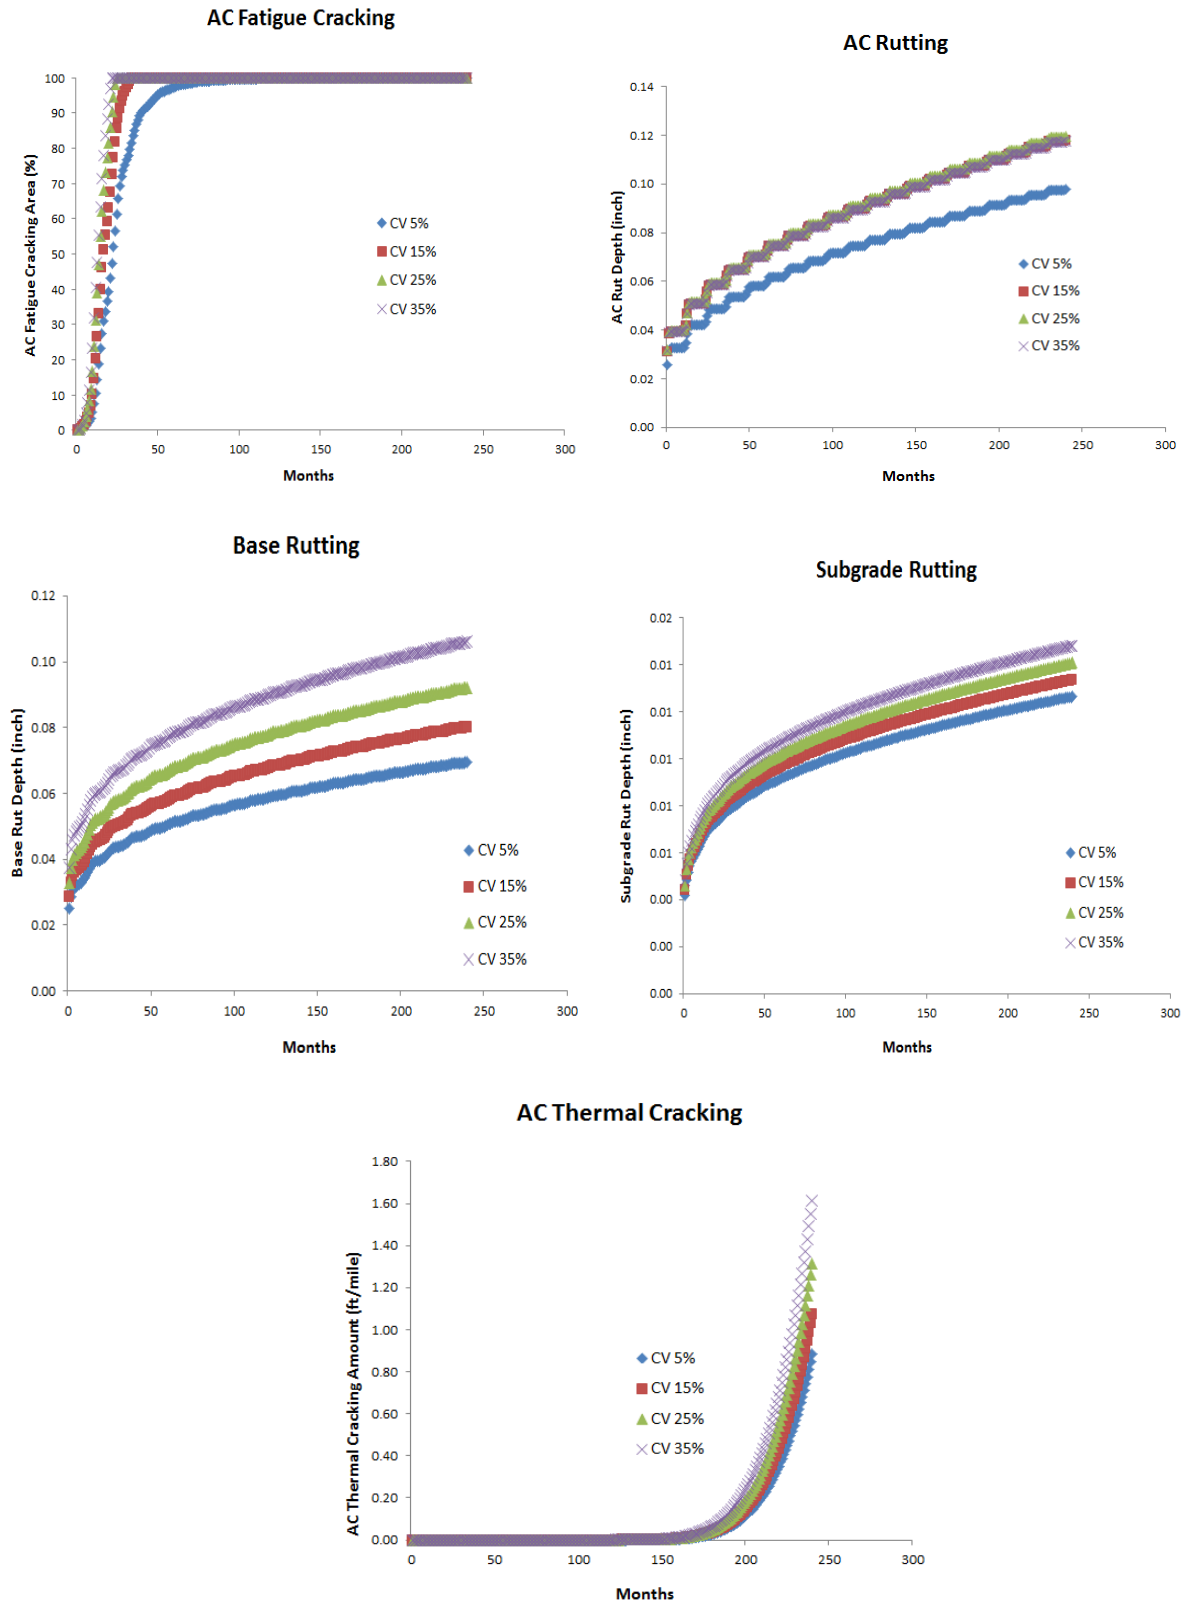 AC Fatigue Cracking
100
90
80
70
60
50
40
30
20
10
0
AC Fatigue Cracking Area (%)
CV 5%
CV 15%
CV 25%
CV 35%
0 50 100 150 200 250 300
Months
AC Rutting
0.14
0.12
0.10
0.08
0.06
0.04
0.02
0.00
AC Rut Depth (inch)
CV 5%
CV 15%
CV 25%
CV 35%
0 50 100 150 200 250 300
Months
Base Rutting
0.12
0.10
0.08
0.06
0.04
0.02
0.00
Base Rut Depth (inch)
CV 5%
CV 15%
CV 25%
CV 35%
0 50 100 150 200 250 300
Months
Subgrade Rutting
0.02
0.01
0.01
0.01
0.01
0.01
0.00
0.00
0.00
Subgrade Rut Depth (inch)
CV 5%
CV 15%
CV 25%
CV 35%
0 50 100 150 200 250 300
Months
AC Thermal Cracking
1.80
1.60
1.40
1.20
1.00
0.80
0.60
0.40
0.20
0.00
AC Thermal Cracking Amount (ft/mile)
CV 5%
CV 15%
CV 25%
CV 35%
0 50 100 150 200 250 300
Months